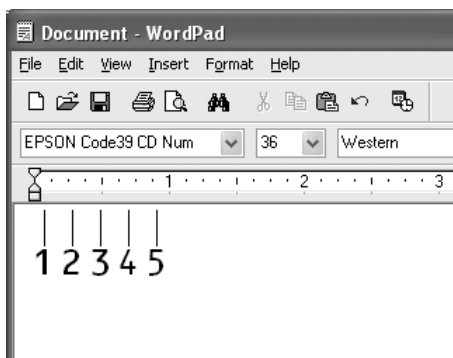 Document - WordPad
File Edit View Insert Format Help
EPSON Code39 CD Num 36 Western
1 2 3
1 2 3 4 5